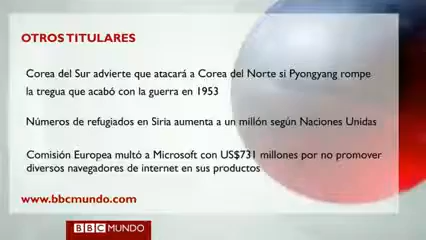 OTROS TITULARES
Corea del Sur advierte que atacará a Corea del Norte si Pyongyang rompe
la tregua que acabó con la guerra en 1953
Números de refugiados en Siria aumenta a un millón según Naciones Unidas
Comisión Europea multó a Microsoft con US$731 millones por no promover
diversos navegadores de internet en sus productos
www.bbcmundo.com
BBC MUNDO